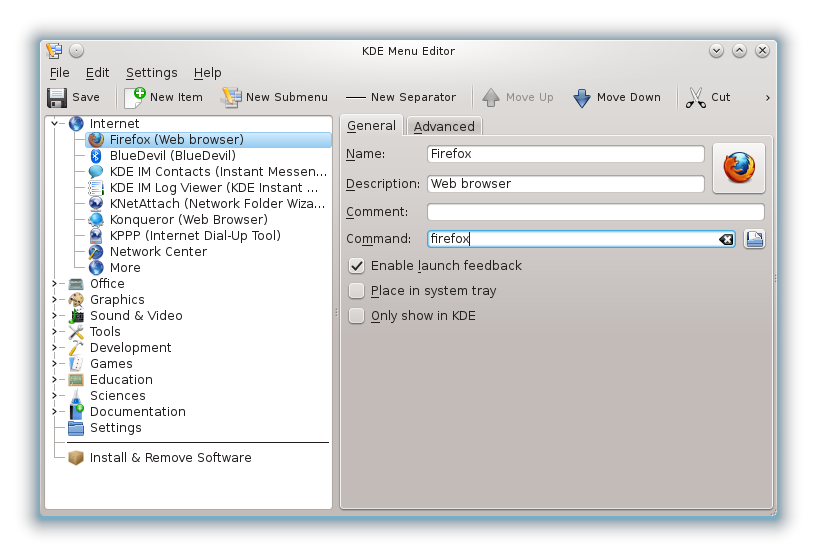 KDE Menu Editor
File Edit Settings Help
Save New Item New Submenu New Separator Move Up Move Down Cut
Internet
Firefox (Web browser)
BlueDevil (BlueDevil)
KDE IM Contacts (Instant Messen...
KDE IM Log Viewer (KDE Instant ...
KNetAttach (Network Folder Wiza...
Konqueror (Web Browser)
KPPP (Internet Dial-Up Tool)
Network Center
More
Office
Graphics
Sound & Video
Tools
Development
Games
Education
Sciences
Documentation
Settings
Install & Remove Software
General Advanced
Name: Firefox
Description: Web browser
Comment:
Command: firefox
Enable launch feedback
Place in system tray
Only show in KDE